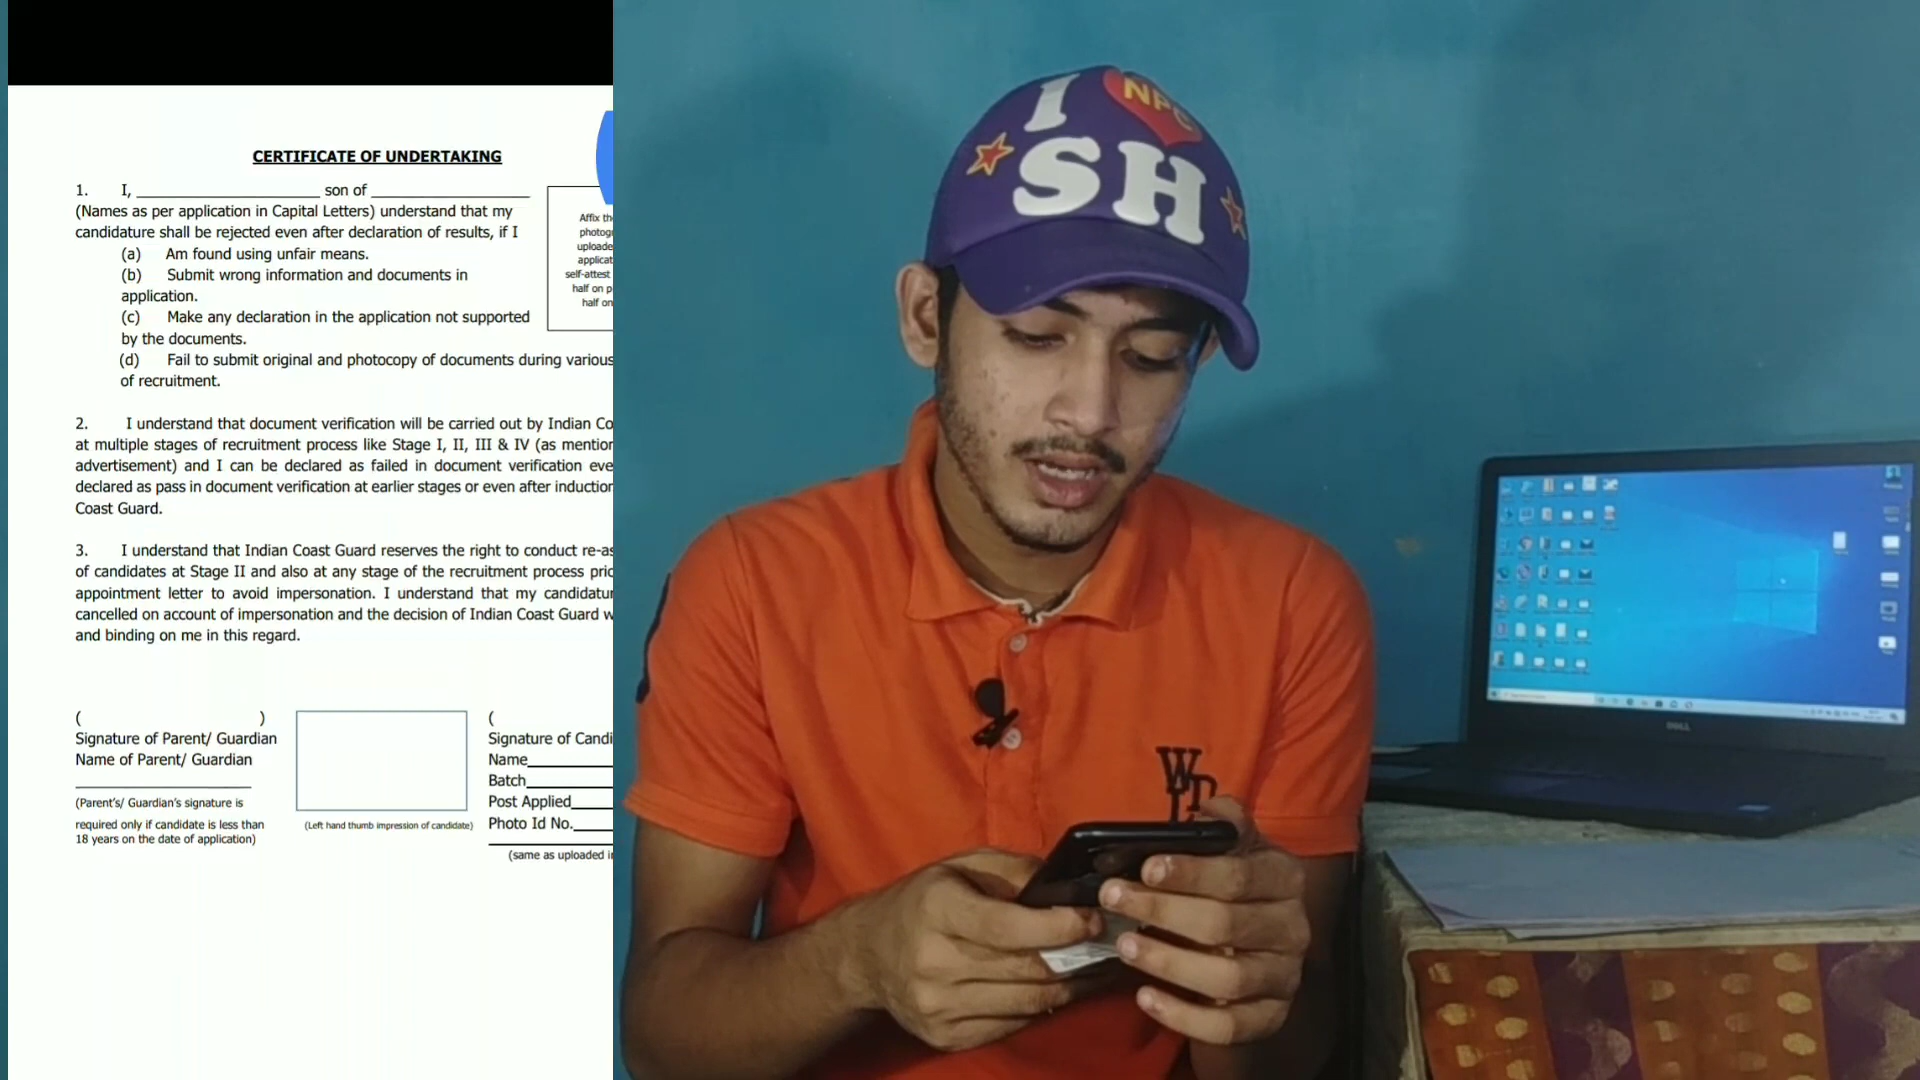 CERTIFICATE OF UNDERTAKING
1. I, ______________________ son of ___________________
(Names as per application in Capital Letters) understand that my
candidature shall be rejected even after declaration of results, if I
(a) Am found using unfair means.
(b) Submit wrong information and documents in
application.
(c) Make any declaration in the application not supported
by the documents.
(d) Fail to submit original and photocopy of documents during various
of recruitment.
Affix th
photog
uploade
applicat
self-attest
half on p
half on
2. I understand that document verification will be carried out by Indian Co
at multiple stages of recruitment process like Stage I, II, III & IV (as mention
advertisement) and I can be declared as failed in document verification eve
declared as pass in document verification at earlier stages or even after induction
Coast Guard.
3. I understand that Indian Coast Guard reserves the right to conduct re-as
of candidates at Stage II and also at any stage of the recruitment process prio
appointment letter to avoid impersonation. I understand that my candidatur
cancelled on account of impersonation and the decision of Indian Coast Guard w
and binding on me in this regard.
( )
Signature of Parent/ Guardian
Name of Parent/ Guardian
_____________________
(Parent's/ Guardian's signature is
required only if candidate is less than
18 years on the date of application)
(Left hand thumb impression of candidate)
(
Signature of Candi
Name__________
Batch__________
Post Applied_____
Photo Id No._____
(same as uploaded in
I NPC
SH
WD
DELL